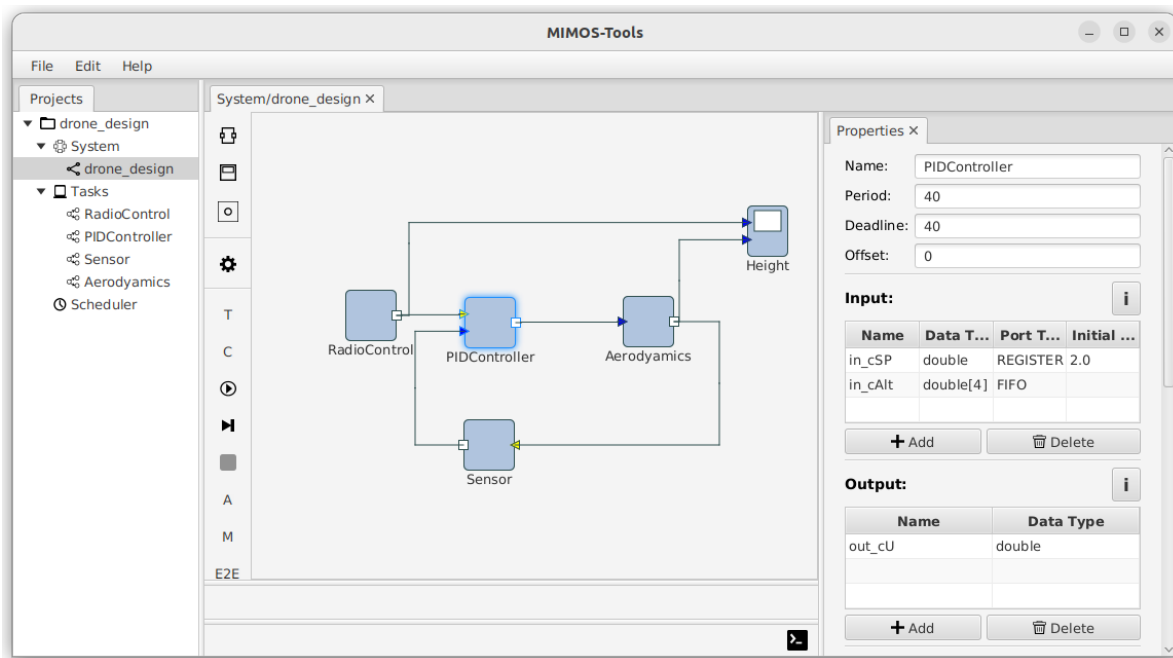 MIMOS-Tools
File Edit Help
Projects
drone_design
System
drone_design
Tasks
RadioControl
PIDController
Sensor
Aerodyamics
Scheduler
System/drone_design ×
T
C
A
M
E2E
Height
RadioControl
PIDController
Aerodyamics
Sensor
Properties ×
Name: PIDController
Period: 40
Deadline: 40
Offset: 0
Input: i
Name Data T... Port T... Initial ...
in_cSP double REGISTER 2.0
in_cAlt double[4] FIFO
+ Add Delete
Output: i
Name Data Type
out_cU double
+ Add Delete